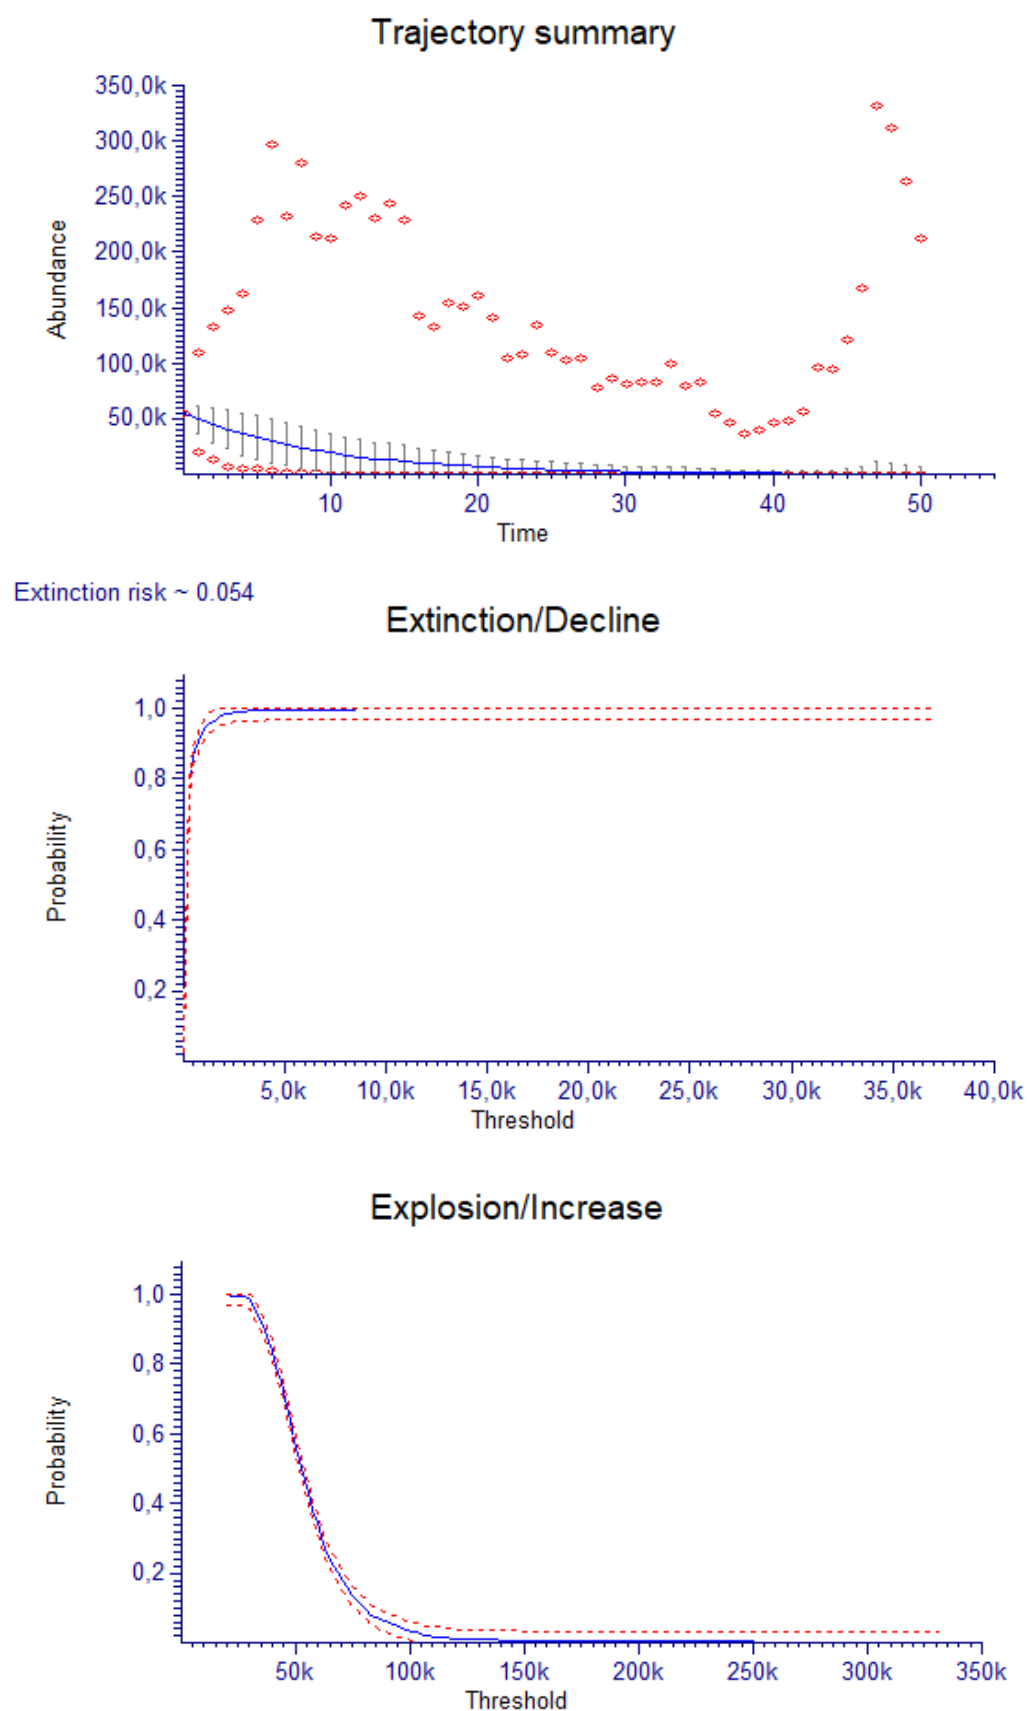 Trajectory summary
350,0k
300,0k
250,0k
200,0k
150,0k
100,0k
50,0k
Abundance
10 20 30 40 50
Time
Extinction risk ~ 0.054
Extinction/Decline
1,0
0,8
0,6
0,4
0,2
Probability
5,0k 10,0k 15,0k 20,0k 25,0k 30,0k 35,0k 40,0k
Threshold
Explosion/Increase
1,0
0,8
0,6
0,4
0,2
Probability
50k 100k 150k 200k 250k 300k 350k
Threshold